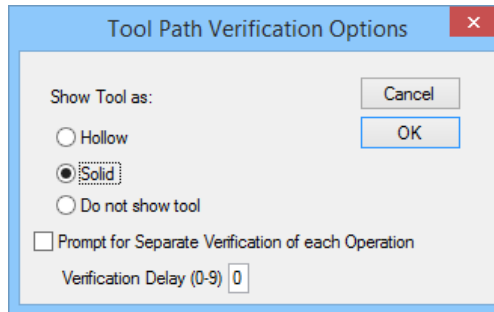 Tool Path Verification Options
Show Tool as:
Cancel
Hollow
OK
Solid
Do not show tool
Prompt for Separate Verification of each Operation
Verification Delay (0-9) 0